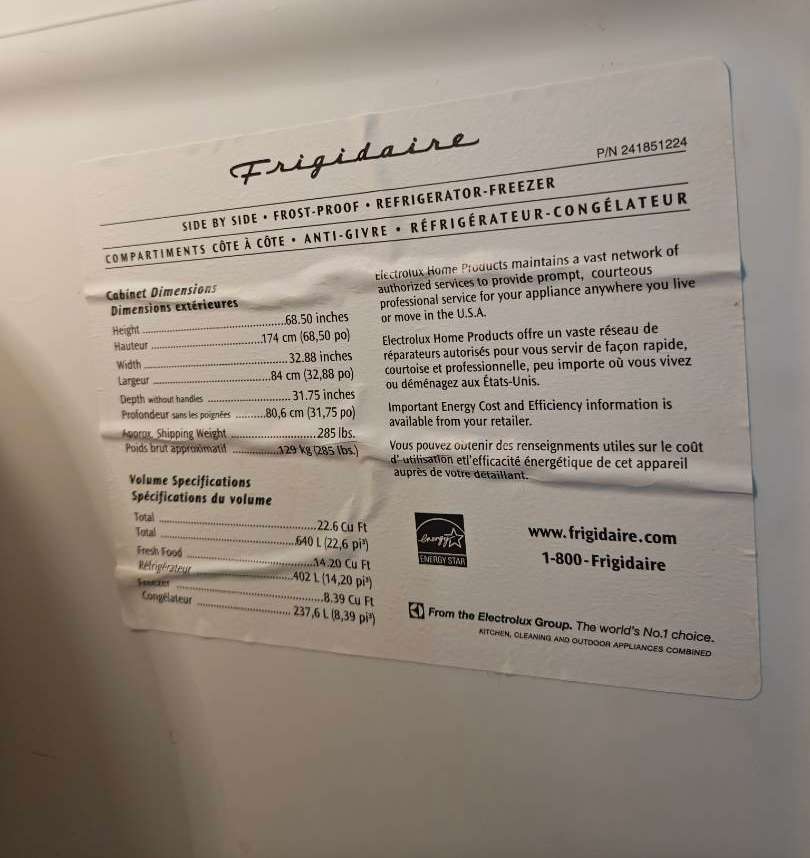 Frigidaire
P/N 241851224
SIDE BY SIDE • FROST-PROOF • REFRIGERATOR-FREEZER
COMPARTIMENTS CÔTE À CÔTE • ANTI-GIVRE • RÉFRIGÉRATEUR-CONGÉLATEUR
Cabinet Dimensions
Dimensions extérieures
Height ........ 68.50 inches
Hauteur ........ 174 cm (68,50 po)
Width ........ 32.88 inches
Largeur ........ 84 cm (32,88 po)
Depth without handles ........ 31.75 inches
Profondeur sans les poignées ........ 80,6 cm (31,75 po)
Approx. Shipping Weight ........ 285 lbs.
Poids brut approximatif ........ 129 kg (285 lbs.)
Volume Specifications
Spécifications du volume
Total ........ 22.6 Cu Ft
Total ........ 640 L (22,6 pi³)
Fresh Food ........ 14.20 Cu Ft
Réfrigérateur ........ 402 L (14,20 pi³)
Freezer ........ 8.39 Cu Ft
Congélateur ........ 237,6 L (8,39 pi³)
Electrolux Home Products maintains a vast network of
authorized services to provide prompt, courteous
professional service for your appliance anywhere you live
or move in the U.S.A.
Electrolux Home Products offre un vaste réseau de
réparateurs autorisés pour vous servir de façon rapide,
courtoise et professionnelle, peu importe où vous vivez
ou déménagez aux États-Unis.
Important Energy Cost and Efficiency information is
available from your retailer.
Vous pouvez obtenir des renseignments utiles sur le coût
d' utilisation etl'efficacité énergétique de cet appareil
auprès de votre détaillant.
energy
ENERGY STAR
www.frigidaire.com
1-800-Frigidaire
From the Electrolux Group. The world's No.1 choice.
KITCHEN, CLEANING AND OUTDOOR APPLIANCES COMBINED